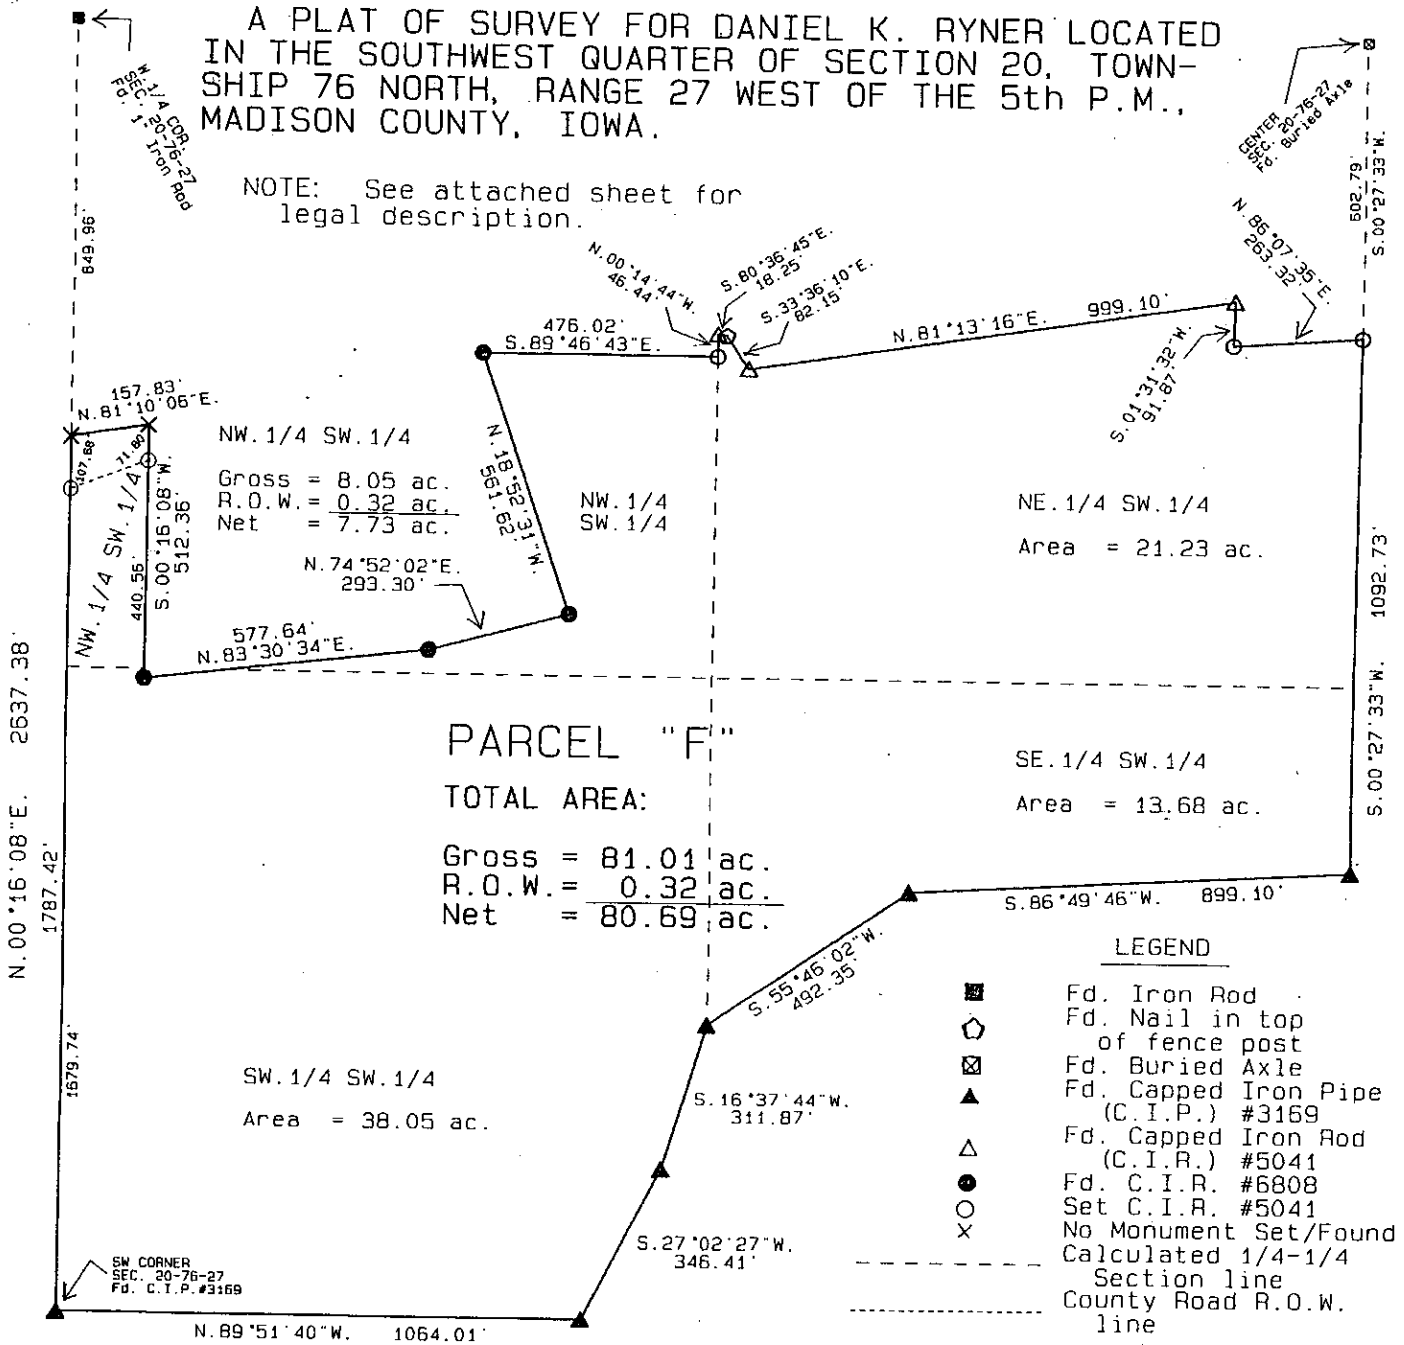 A PLAT OF SURVEY FOR DANIEL K. RYNER LOCATED
IN THE SOUTHWEST QUARTER OF SECTION 20, TOWN-
SHIP 76 NORTH, RANGE 27 WEST OF THE 5th P.M.,
MADISON COUNTY, IOWA.
W. 1/4 COR.
SEC. 20-76-27
Fd. 1" Iron Rod
CENTER
SEC. 20-76-27
Fd. Buried Axle
NOTE: See attached sheet for
legal description.
849.96'
502.79'
S.00°27'33"W.
N.86°07'35"E.
263.32'
N.00°14'44"W.
46.44'
S.80°36'45"E.
18.25'
S.33°36'10"E.
82.15'
476.02'
S.89°46'43"E.
N.81°13'16"E. 999.10'
S.01°31'32"W.
91.87'
157.83'
N.81°10'06"E.
107.68'
71.80'
NW.1/4 SW.1/4
Gross = 8.05 ac.
R.O.W.= 0.32 ac.
Net = 7.73 ac.
NW.1/4 SW.1/4
440.56'
S.00°16'08"W.
512.36'
N.18°52'31"W.
561.62'
NW.1/4
SW.1/4
NE.1/4 SW.1/4
Area = 21.23 ac.
N.74°52'02"E.
293.30'
577.64'
N.83°30'34"E.
1092.73'
S.00°27'33"W.
N.00°16'08"E. 2637.38'
1787.42'
1679.74'
PARCEL "F"
TOTAL AREA:
Gross = 81.01 ac.
R.O.W.= 0.32 ac.
Net = 80.69 ac.
SE.1/4 SW.1/4
Area = 13.68 ac.
S.86°49'46"W. 899.10'
S.55°46'02"W.
492.35'
SW.1/4 SW.1/4
Area = 38.05 ac.
S.16°37'44"W.
311.87'
S.27°02'27"W.
346.41'
SW CORNER
SEC. 20-76-27
Fd. C.I.P.#3169
N.89°51'40"W. 1064.01'
LEGEND
Fd. Iron Rod
Fd. Nail in top
of fence post
Fd. Buried Axle
Fd. Capped Iron Pipe
(C.I.P.) #3169
Fd. Capped Iron Rod
(C.I.R.) #5041
Fd. C.I.R. #6808
Set C.I.R. #5041
No Monument Set/Found
Calculated 1/4-1/4
Section line
County Road R.O.W.
line